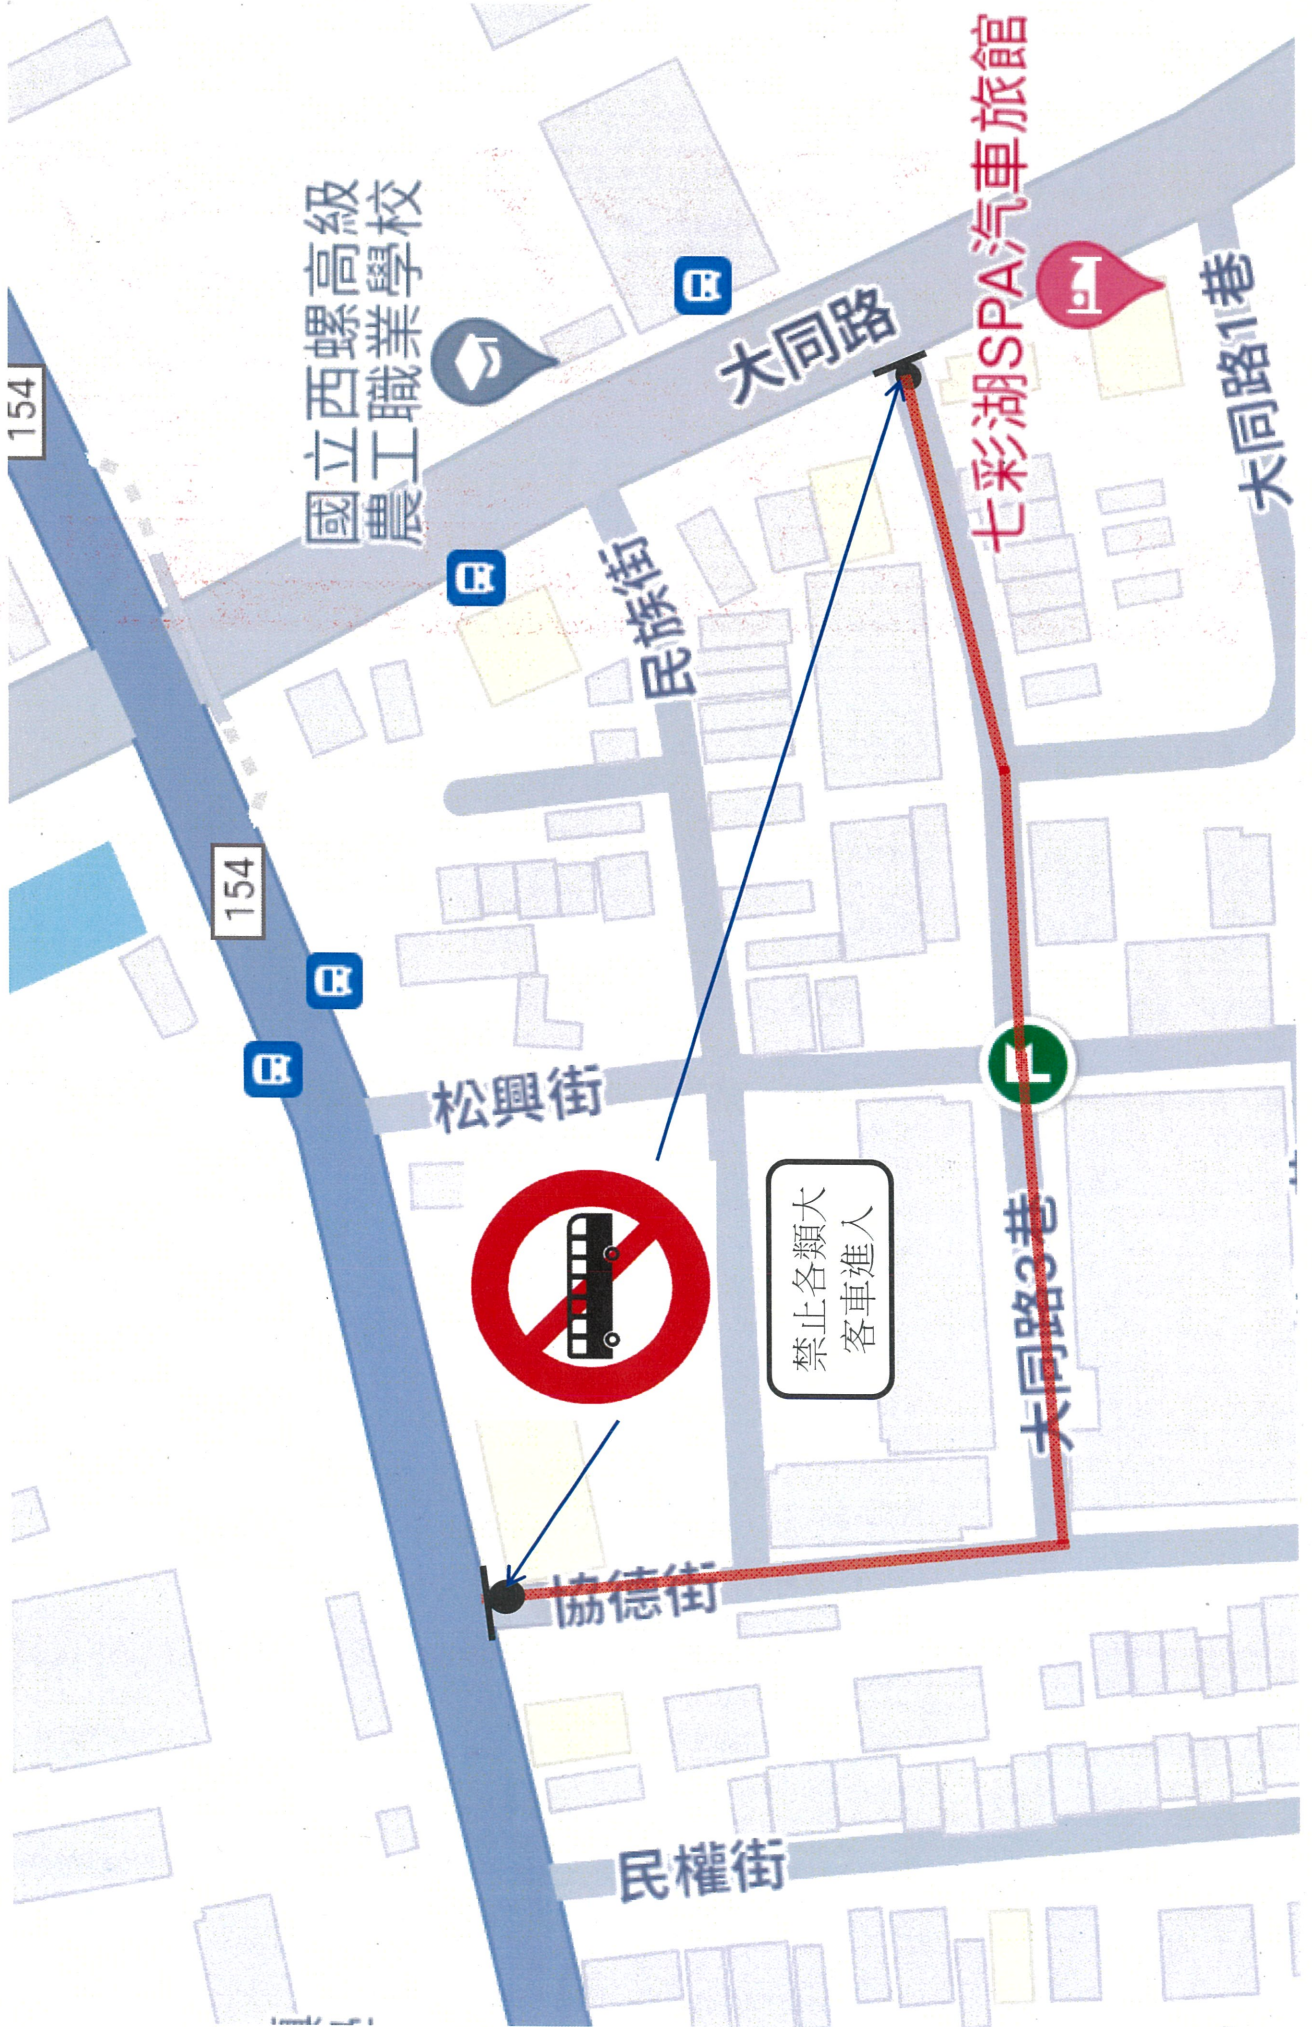 154
國立西螺高級
農工職業學校
大同路
七彩湖SPA汽車旅館
大同路1巷
民族街
154
松興街
禁止各類大
客車進入
大同路3巷
協德街
民權街